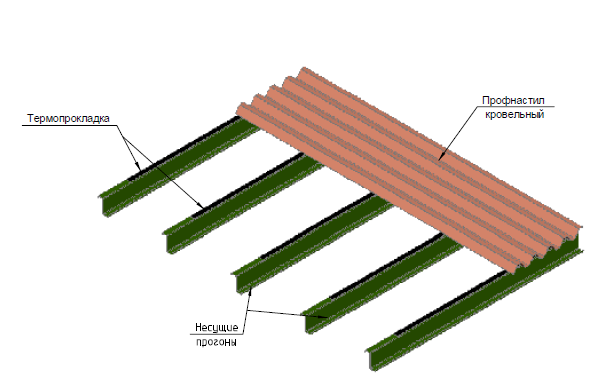 Профнастил
кровельный
Термопрокладка
Несущие
прогоны